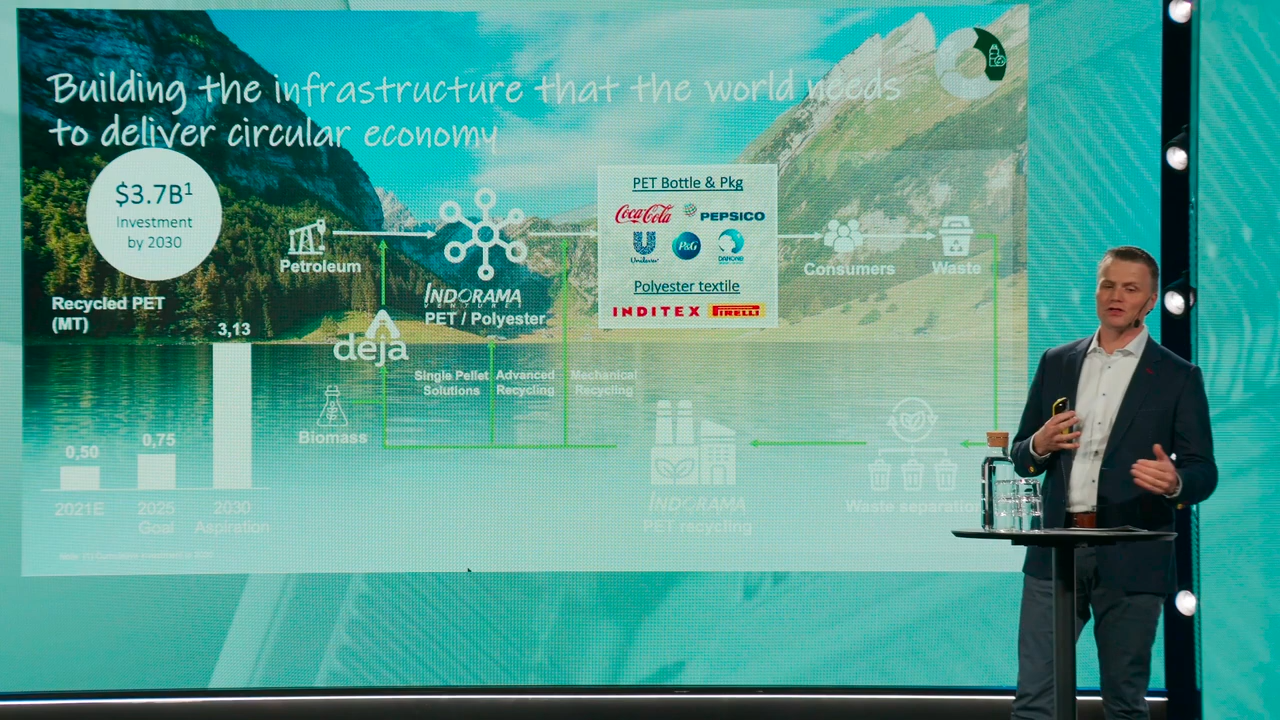 Building the infrastructure that the world needs
to deliver circular economy
$3.7B¹
Investment
by 2030
Recycled PET
(MT)
0,50
0,75
3,13
2021E
2025
Goal
2030
Aspiration
Petroleum
INDORAMA
VENTURES
PET / Polyester
deja
Biomass
Single Pellet
Solutions
Advanced
Recycling
Mechanical
Recycling
PET Bottle & Pkg
Coca-Cola
PEPSICO
Unilever
P&G
DANONE
Polyester textile
INDITEX
PIRELLI
Consumers
Waste
Waste separation
INDORAMA
PET recycling